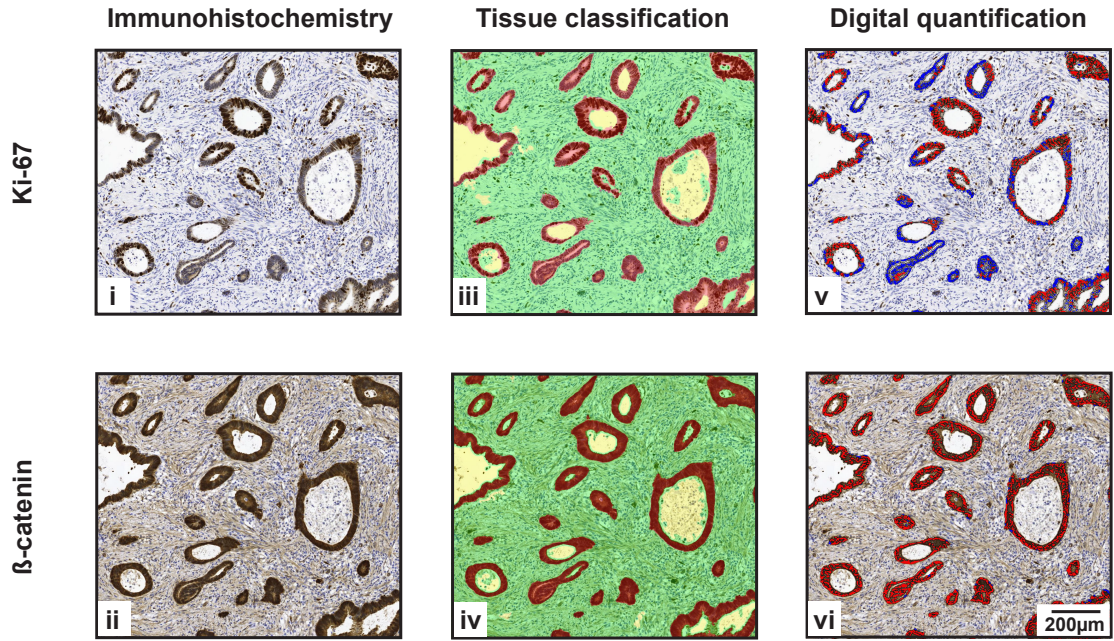 Immunohistochemistry Tissue classification Digital quantification
Ki-67
i iii v
ß-catenin
ii iv vi
200µm